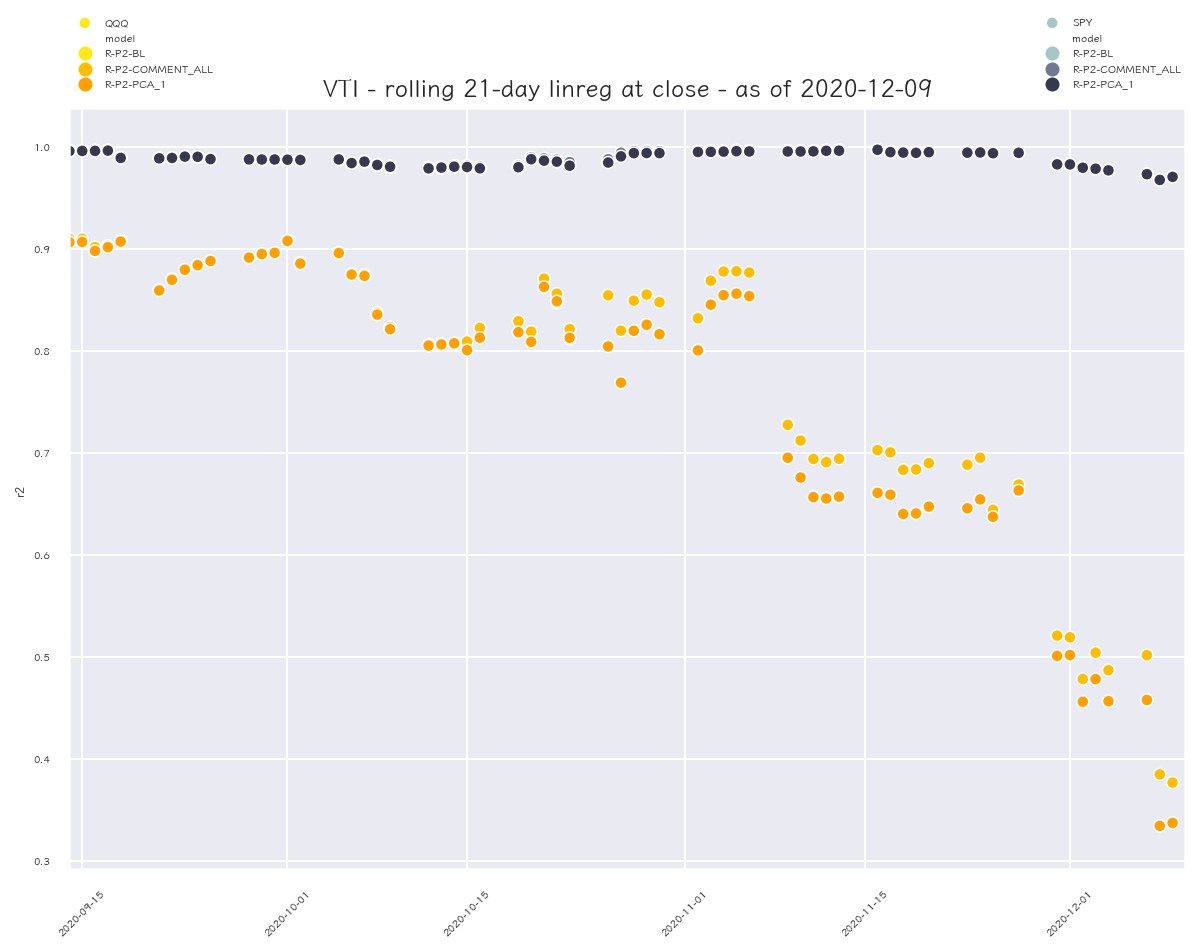 QQQ
model
R-P2-BL
R-P2-COMMENT_ALL
R-P2-PCA_1
SPY
model
R-P2-BL
R-P2-COMMENT_ALL
R-P2-PCA_1
VTI - rolling 21-day linreg at close - as of 2020-12-09
r2
1.0
0.9
0.8
0.7
0.6
0.5
0.4
0.3
2020-09-15
2020-10-01
2020-10-15
2020-11-01
2020-11-15
2020-12-01